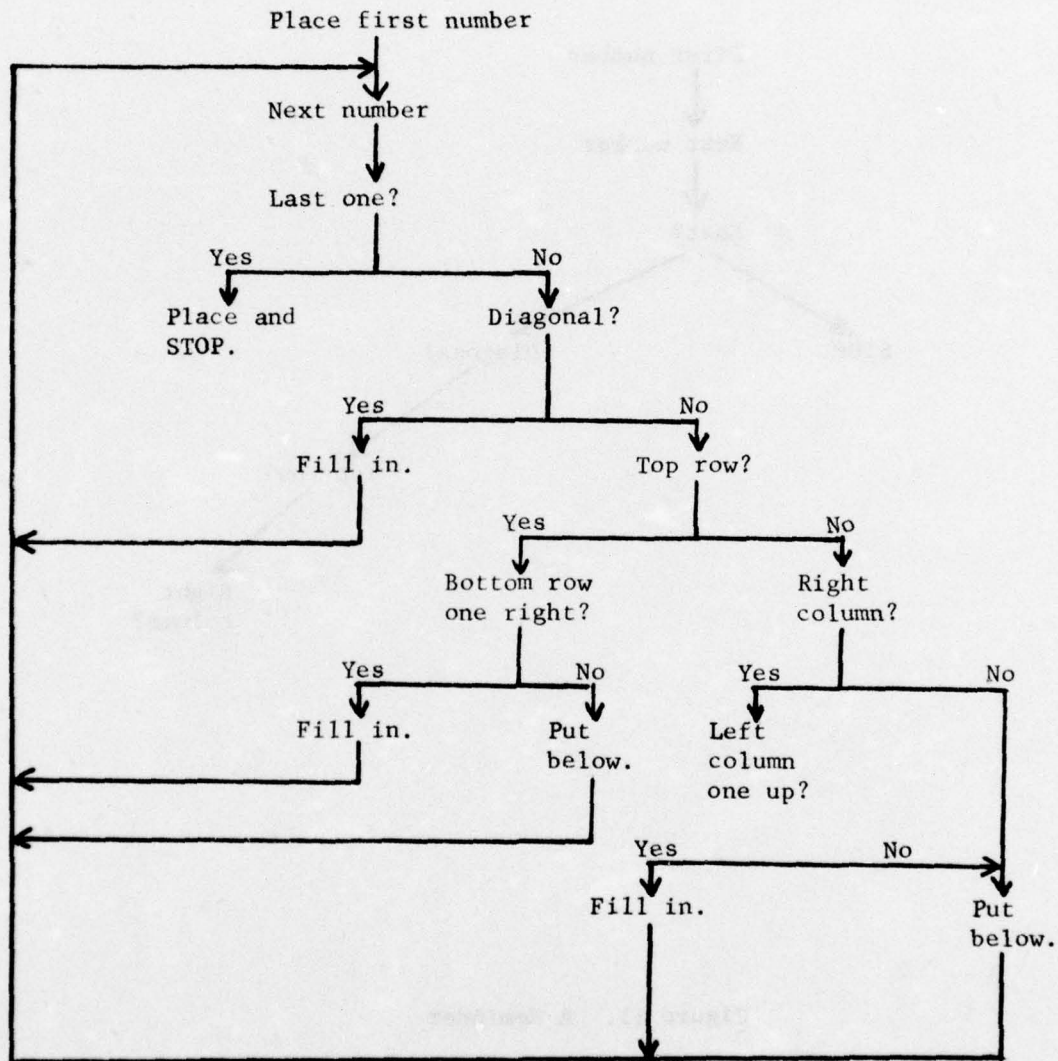 Place first number
Next number
Last one?
Yes
No
Place and
STOP.
Diagonal?
Yes
No
Fill in.
Top row?
Yes
No
Bottom row
one right?
Right
column?
Yes
No
Yes
No
Fill in.
Put
below.
Left
column
one up?
Yes
No
Fill in.
Put
below.